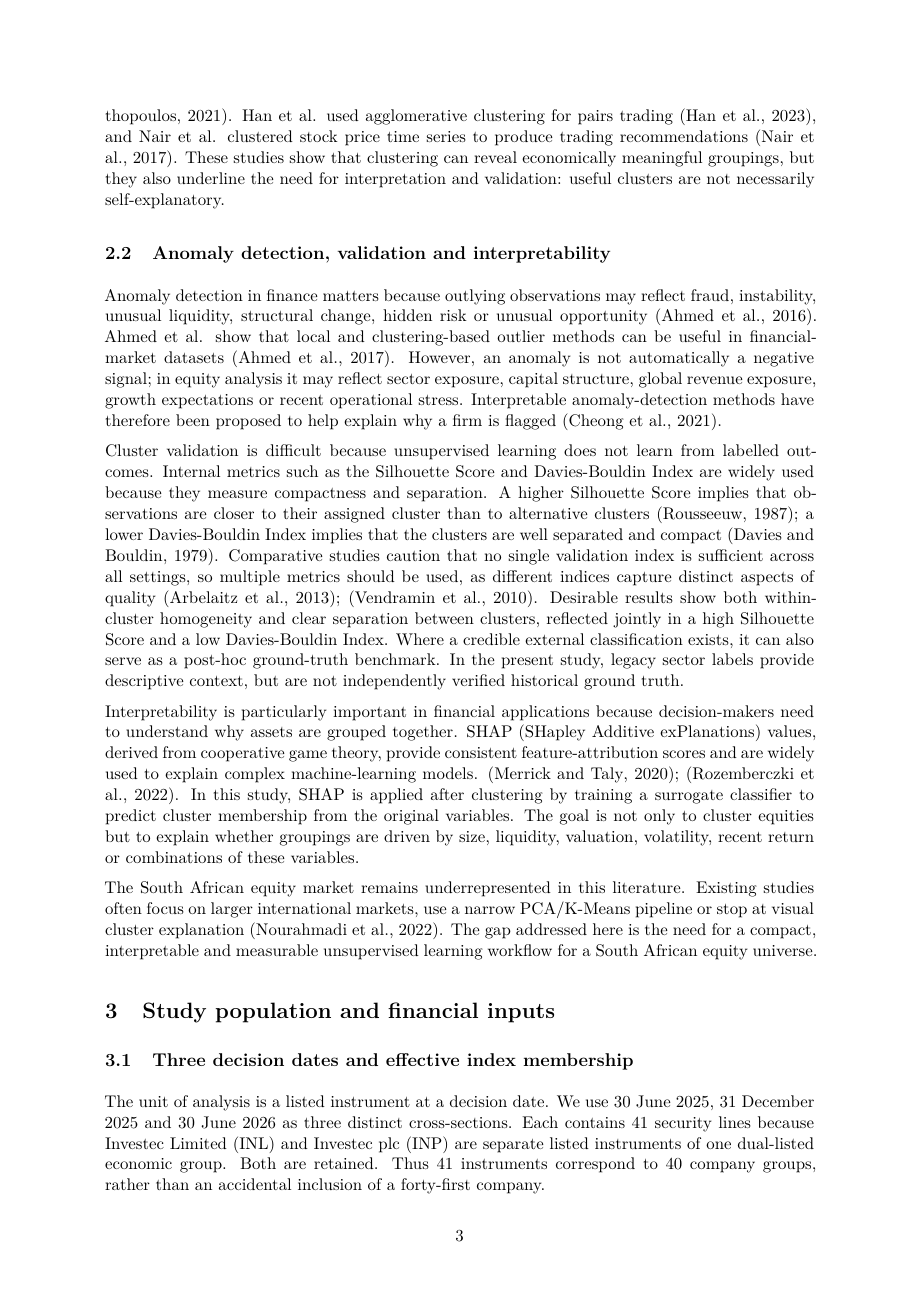 thopoulos, 2021). Han et al. used agglomerative clustering for pairs trading (Han et al., 2023),
and Nair et al. clustered stock price time series to produce trading recommendations (Nair et
al., 2017). These studies show that clustering can reveal economically meaningful groupings, but
they also underline the need for interpretation and validation: useful clusters are not necessarily
self-explanatory.
2.2 Anomaly detection, validation and interpretability
Anomaly detection in finance matters because outlying observations may reflect fraud, instability,
unusual liquidity, structural change, hidden risk or unusual opportunity (Ahmed et al., 2016).
Ahmed et al. show that local and clustering-based outlier methods can be useful in financial-
market datasets (Ahmed et al., 2017). However, an anomaly is not automatically a negative
signal; in equity analysis it may reflect sector exposure, capital structure, global revenue exposure,
growth expectations or recent operational stress. Interpretable anomaly-detection methods have
therefore been proposed to help explain why a firm is flagged (Cheong et al., 2021).
Cluster validation is difficult because unsupervised learning does not learn from labelled out-
comes. Internal metrics such as the Silhouette Score and Davies-Bouldin Index are widely used
because they measure compactness and separation. A higher Silhouette Score implies that ob-
servations are closer to their assigned cluster than to alternative clusters (Rousseeuw, 1987); a
lower Davies-Bouldin Index implies that the clusters are well separated and compact (Davies and
Bouldin, 1979). Comparative studies caution that no single validation index is sufficient across
all settings, so multiple metrics should be used, as different indices capture distinct aspects of
quality (Arbelaitz et al., 2013); (Vendramin et al., 2010). Desirable results show both within-
cluster homogeneity and clear separation between clusters, reflected jointly in a high Silhouette
Score and a low Davies-Bouldin Index. Where a credible external classification exists, it can also
serve as a post-hoc ground-truth benchmark. In the present study, legacy sector labels provide
descriptive context, but are not independently verified historical ground truth.
Interpretability is particularly important in financial applications because decision-makers need
to understand why assets are grouped together. SHAP (SHapley Additive exPlanations) values,
derived from cooperative game theory, provide consistent feature-attribution scores and are widely
used to explain complex machine-learning models. (Merrick and Taly, 2020); (Rozemberczki et
al., 2022). In this study, SHAP is applied after clustering by training a surrogate classifier to
predict cluster membership from the original variables. The goal is not only to cluster equities
but to explain whether groupings are driven by size, liquidity, valuation, volatility, recent return
or combinations of these variables.
The South African equity market remains underrepresented in this literature. Existing studies
often focus on larger international markets, use a narrow PCA/K-Means pipeline or stop at visual
cluster explanation (Nourahmadi et al., 2022). The gap addressed here is the need for a compact,
interpretable and measurable unsupervised learning workflow for a South African equity universe.
3 Study population and financial inputs
3.1 Three decision dates and effective index membership
The unit of analysis is a listed instrument at a decision date. We use 30 June 2025, 31 December
2025 and 30 June 2026 as three distinct cross-sections. Each contains 41 security lines because
Investec Limited (INL) and Investec plc (INP) are separate listed instruments of one dual-listed
economic group. Both are retained. Thus 41 instruments correspond to 40 company groups,
rather than an accidental inclusion of a forty-first company.
3